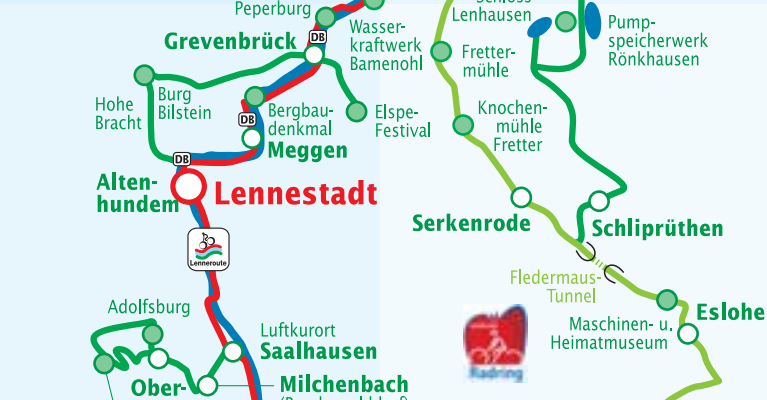 Peperburg
Grevenbrück
DB
Wasser-
kraftwerk
Bamenohl
Schloss
Lenhausen
Pump-
speicherwerk
Rönkhausen
Fretter-
mühle
Hohe
Bracht
Burg
Bilstein
DB
Bergbau-
denkmal
Meggen
Elspe-
Festival
Knochen-
mühle
Fretter
DB
Alten-
hundem
Lennestadt
Serkenrode
Schliprüthen
Lenneroute
Fledermaus-
Tunnel
Eslohe
Maschinen- u.
Heimatmuseum
Radring
Adolfsburg
Luftkurort
Saalhausen
Ober-
Milchenbach